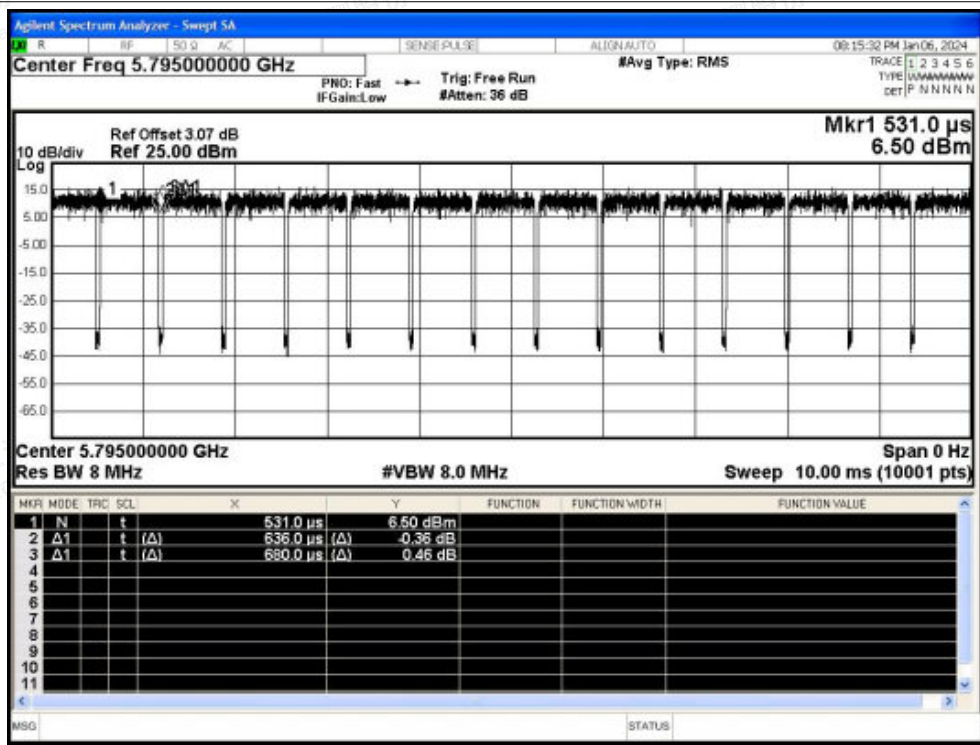 Agilent Spectrum Analyzer - Swept SA
R RF 50 Ω AC SENSE:PULSE ALIGN AUTO 08:15:32 PM Jan 06, 2024
Center Freq 5.795000000 GHz #Avg Type: RMS TRACE 1 2 3 4 5 6
PNO: Fast Trig: Free Run TYPE
IFGain:Low #Atten: 36 dB DET P N N N N N
Mkr1 531.0 µs
6.50 dBm
Ref Offset 3.07 dB
10 dB/div Ref 25.00 dBm
Log
15.0
1
5.00
-5.00
-15.0
-25.0
-35.0
-45.0
-55.0
-65.0
Center 5.795000000 GHz Span 0 Hz
Res BW 8 MHz #VBW 8.0 MHz Sweep 10.00 ms (10001 pts)
MKR MODE TRC SCL X Y FUNCTION FUNCTION WIDTH FUNCTION VALUE
1 N t 531.0 µs 6.50 dBm
2 Δ1 t (Δ) 636.0 µs (Δ) -0.36 dB
3 Δ1 t (Δ) 680.0 µs (Δ) 0.46 dB
4
5
6
7
8
9
10
11
MSG STATUS